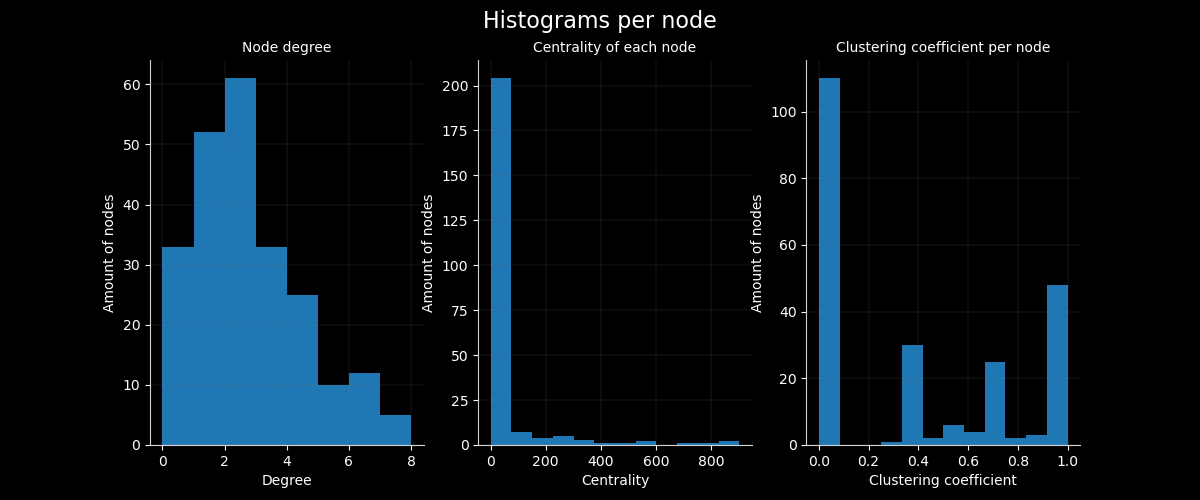 Histograms per node
Node degree
Amount of nodes
60
50
40
30
20
10
0
0 2 4 6 8
Degree
Centrality of each node
Amount of nodes
200
175
150
125
100
75
50
25
0
0 200 400 600 800
Centrality
Clustering coefficient per node
Amount of nodes
100
80
60
40
20
0
0.0 0.2 0.4 0.6 0.8 1.0
Clustering coefficient